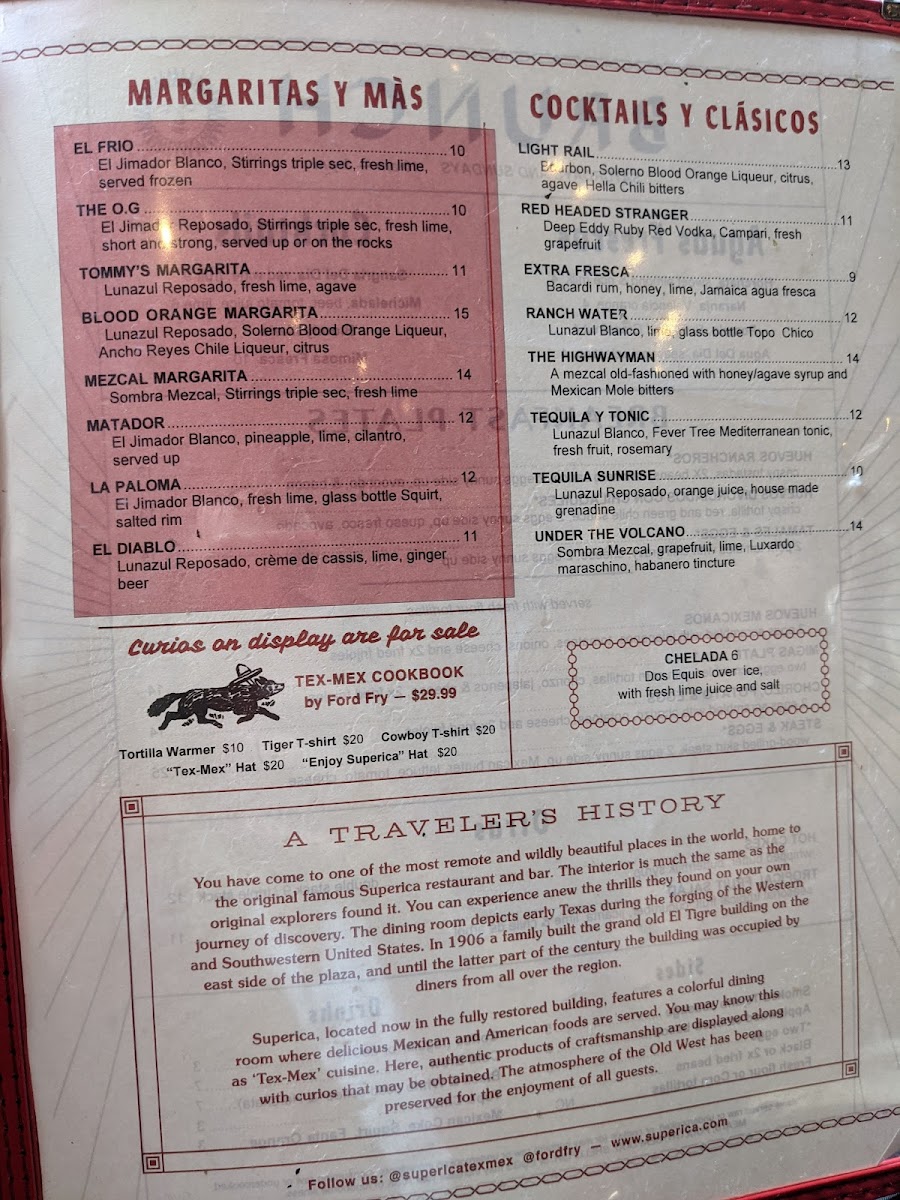 MARGARITAS Y MÀS
EL FRIO 10
El Jimador Blanco, Stirrings triple sec, fresh lime,
served frozen
THE O.G 10
El Jimador Reposado, Stirrings triple sec, fresh lime,
short and strong, served up or on the rocks
TOMMY'S MARGARITA 11
Lunazul Reposado, fresh lime, agave
BLOOD ORANGE MARGARITA 15
Lunazul Reposado, Solerno Blood Orange Liqueur,
Ancho Reyes Chile Liqueur, citrus
MEZCAL MARGARITA 14
Sombra Mezcal, Stirrings triple sec, fresh lime
MATADOR 12
El Jimador Blanco, pineapple, lime, cilantro,
served up
LA PALOMA 12
El Jimador Blanco, fresh lime, glass bottle Squirt,
salted rim
EL DIABLO 11
Lunazul Reposado, crème de cassis, lime, ginger
beer
COCKTAILS Y CLÁSICOS
LIGHT RAIL 13
Bourbon, Solerno Blood Orange Liqueur, citrus,
agave, Hella Chili bitters
RED HEADED STRANGER 11
Deep Eddy Ruby Red Vodka, Campari, fresh
grapefruit
EXTRA FRESCA 9
Bacardi rum, honey, lime, Jamaica agua fresca
RANCH WATER 12
Lunazul Blanco, lime, glass bottle Topo Chico
THE HIGHWAYMAN 14
A mezcal old-fashioned with honey/agave syrup and
Mexican Mole bitters
TEQUILA Y TONIC 12
Lunazul Blanco, Fever Tree Mediterranean tonic,
fresh fruit, rosemary
TEQUILA SUNRISE 10
Lunazul Reposado, orange juice, house made
grenadine
UNDER THE VOLCANO 14
Sombra Mezcal, grapefruit, lime, Luxardo
maraschino, habanero tincture
CHELADA 6
Dos Equis over ice,
with fresh lime juice and salt
Curios on display are for sale
TEX-MEX COOKBOOK
by Ford Fry — $29.99
Tortilla Warmer $10 Tiger T-shirt $20 Cowboy T-shirt $20
"Tex-Mex" Hat $20 "Enjoy Superica" Hat $20
A TRAVELER'S HISTORY
You have come to one of the most remote and wildly beautiful places in the world, home to
the original famous Superica restaurant and bar. The interior is much the same as the
original explorers found it. You can experience anew the thrills they found on your own
journey of discovery. The dining room depicts early Texas during the forging of the Western
and Southwestern United States. In 1906 a family built the grand old El Tigre building on the
east side of the plaza, and until the latter part of the century the building was occupied by
diners from all over the region.
Superica, located now in the fully restored building, features a colorful dining
room where delicious Mexican and American foods are served. You may know this
as 'Tex-Mex' cuisine. Here, authentic products of craftsmanship are displayed along
with curios that may be obtained. The atmosphere of the Old West has been
preserved for the enjoyment of all guests.
Follow us: @supericatexmex @fordfry — www.superica.com